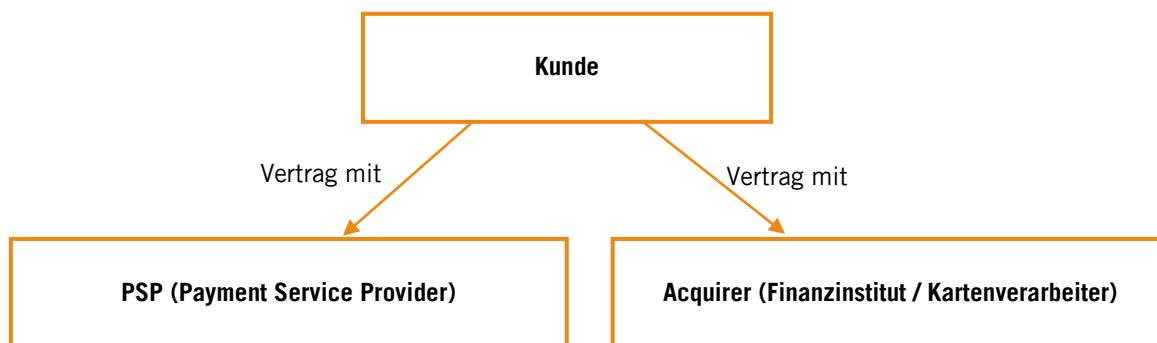 Kunde
Vertrag mit
Vertrag mit
PSP (Payment Service Provider)
Acquirer (Finanzinstitut / Kartenverarbeiter)